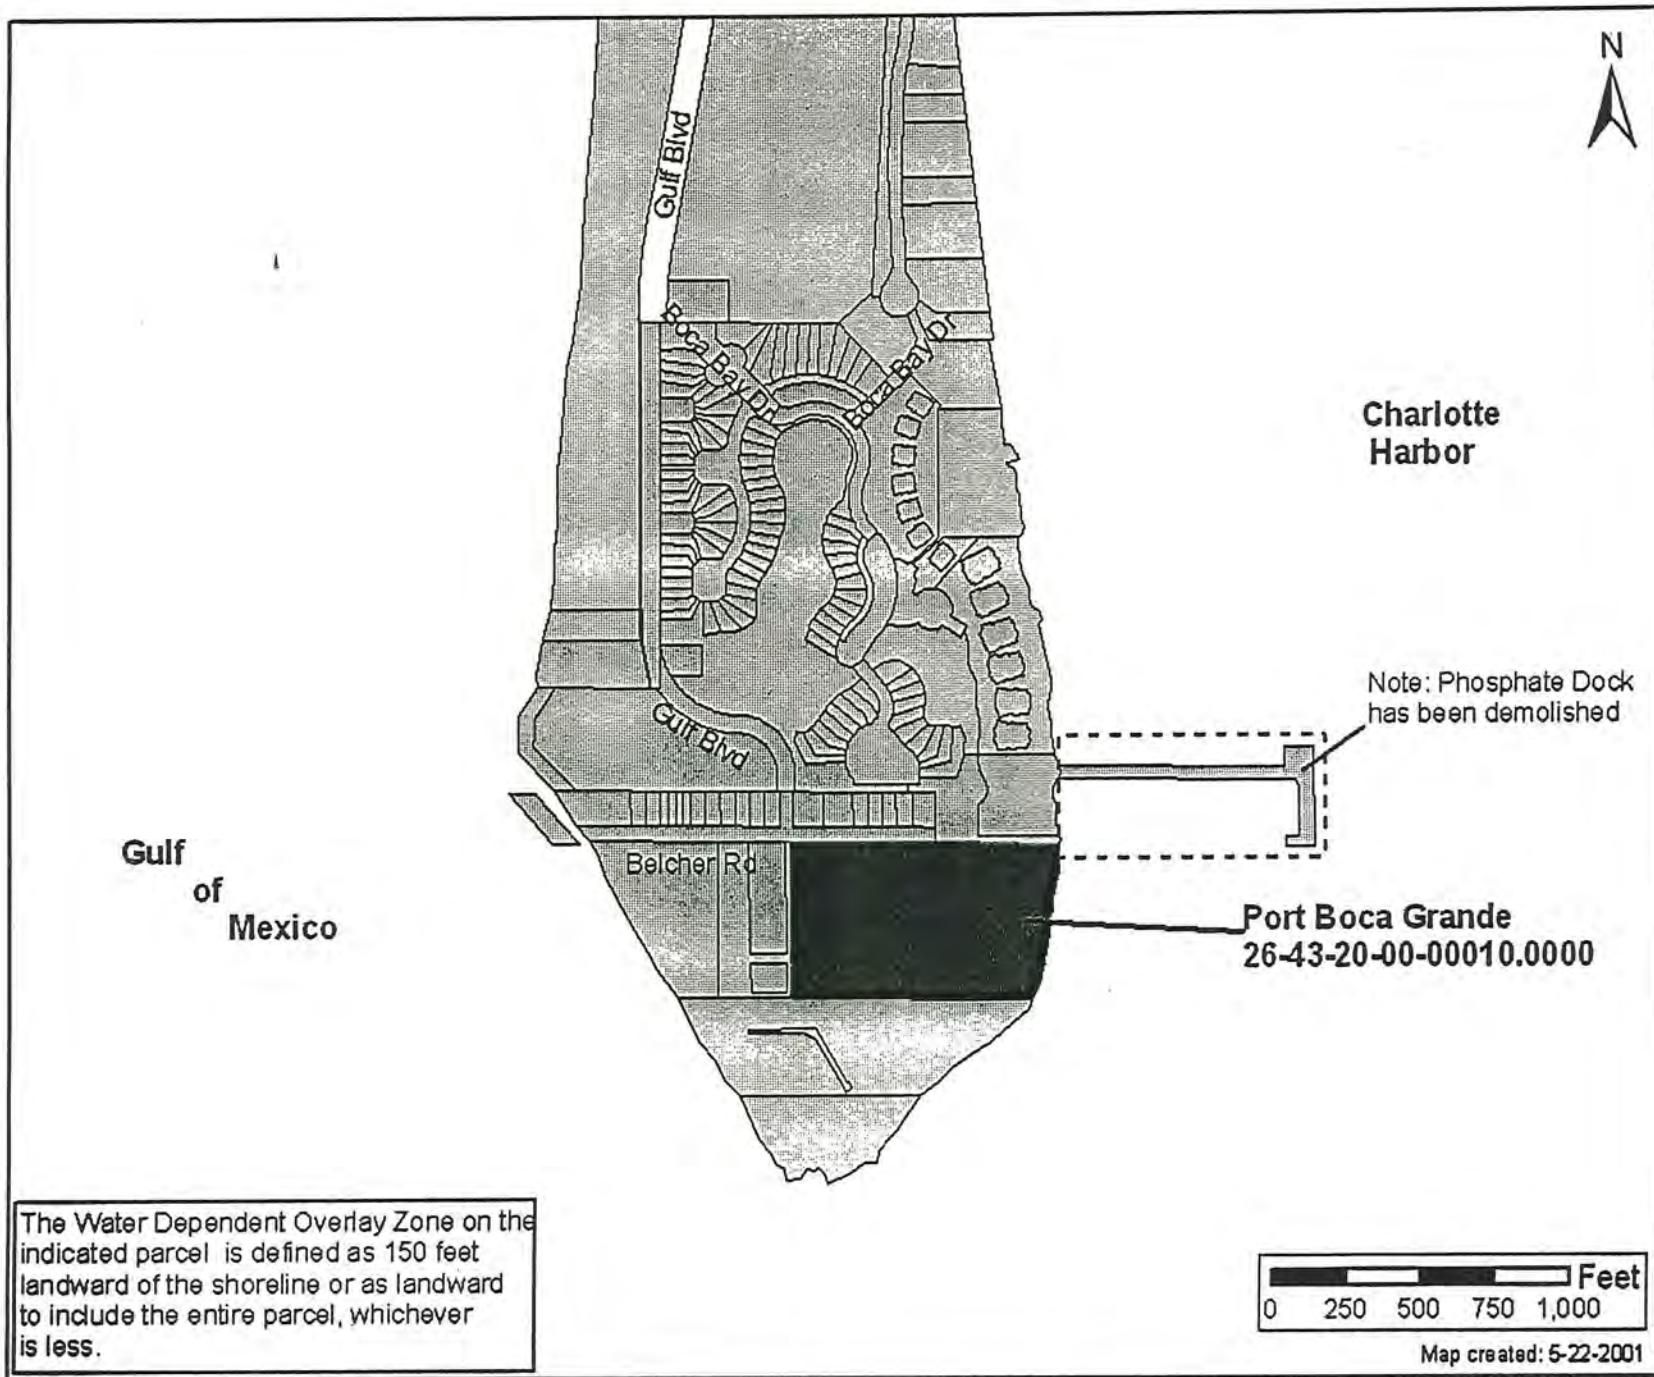 N
Gulf Blvd
Boca Bay Dr
Boca Bay Dr
Charlotte
Harbor
Note: Phosphate Dock
has been demolished
Gulf Blvd
Gulf
of
Mexico
Belcher Rd
Port Boca Grande
26-43-20-00-00010.0000
The Water Dependent Overlay Zone on the
indicated parcel is defined as 150 feet
landward of the shoreline or as landward
to include the entire parcel, whichever
is less.
Feet
0 250 500 750 1,000
Map created: 5-22-2001